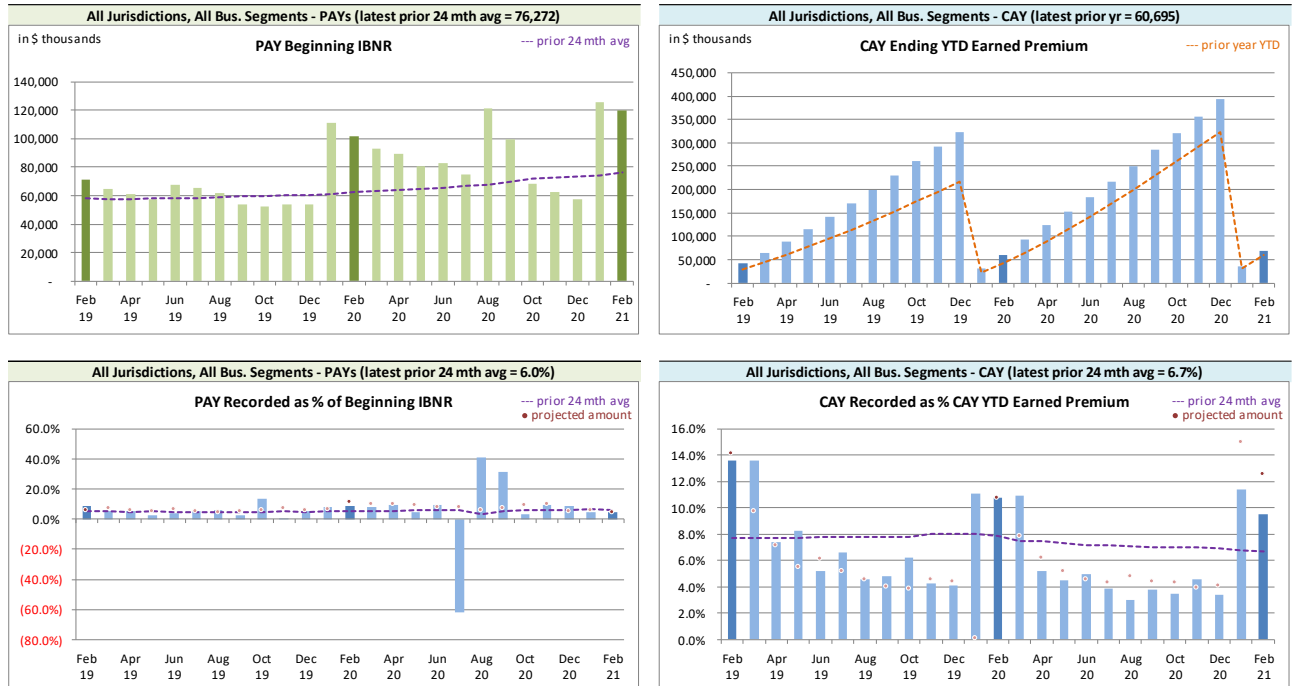 All Jurisdictions, All Bus. Segments - PAYs (latest prior 24 mth avg = 76,272)
in $ thousands
PAY Beginning IBNR
--- prior 24 mth avg
140,000
120,000
100,000
80,000
60,000
40,000
20,000
-
Feb Apr Jun Aug Oct Dec Feb Apr Jun Aug Oct Dec Feb
19 19 19 19 19 19 20 20 20 20 20 20 21
All Jurisdictions, All Bus. Segments - CAY (latest prior yr = 60,695)
in $ thousands
CAY Ending YTD Earned Premium
--- prior year YTD
450,000
400,000
350,000
300,000
250,000
200,000
150,000
100,000
50,000
-
Feb Apr Jun Aug Oct Dec Feb Apr Jun Aug Oct Dec Feb
19 19 19 19 19 19 20 20 20 20 20 20 21
All Jurisdictions, All Bus. Segments - PAYs (latest prior 24 mth avg = 6.0%)
PAY Recorded as % of Beginning IBNR
--- prior 24 mth avg
● projected amount
60.0%
40.0%
20.0%
0.0%
(20.0%)
(40.0%)
(60.0%)
(80.0%)
Feb Apr Jun Aug Oct Dec Feb Apr Jun Aug Oct Dec Feb
19 19 19 19 19 19 20 20 20 20 20 20 21
All Jurisdictions, All Bus. Segments - CAY (latest prior 24 mth avg = 6.7%)
CAY Recorded as % CAY YTD Earned Premium
--- prior 24 mth avg
● projected amount
16.0%
14.0%
12.0%
10.0%
8.0%
6.0%
4.0%
2.0%
0.0%
Feb Apr Jun Aug Oct Dec Feb Apr Jun Aug Oct Dec Feb
19 19 19 19 19 19 20 20 20 20 20 20 21